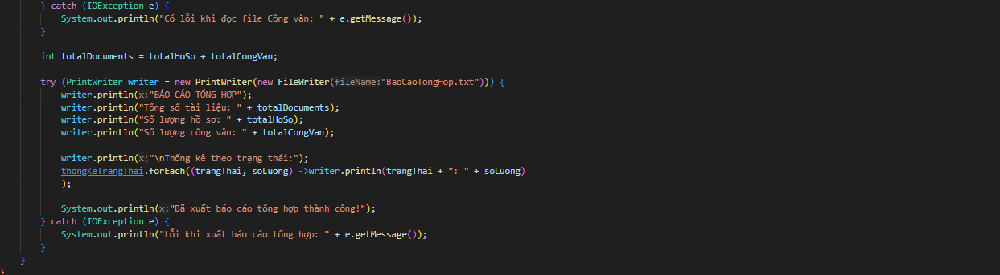 } catch (IOException e) {
System.out.println("Có lỗi khi đọc file Công văn: " + e.getMessage());
}
int totalDocuments = totalHoSo + totalCongVan;
try (PrintWriter writer = new PrintWriter(new FileWriter(fileName:"BaoCaoTongHop.txt"))) {
writer.println(x:"BÁO CÁO TỔNG HỢP");
writer.println("Tổng số tài liệu: " + totalDocuments);
writer.println("Số lượng hồ sơ: " + totalHoSo);
writer.println("Số lượng công văn: " + totalCongVan);
writer.println(x:"\nThống kê theo trạng thái:");
thongKeTrangThai.forEach((trangThai, soLuong) ->writer.println(trangThai + ": " + soLuong)
);
System.out.println(x:"Đã xuất báo cáo tổng hợp thành công!");
} catch (IOException e) {
System.out.println("Lỗi khi xuất báo cáo tổng hợp: " + e.getMessage());
}
}
}